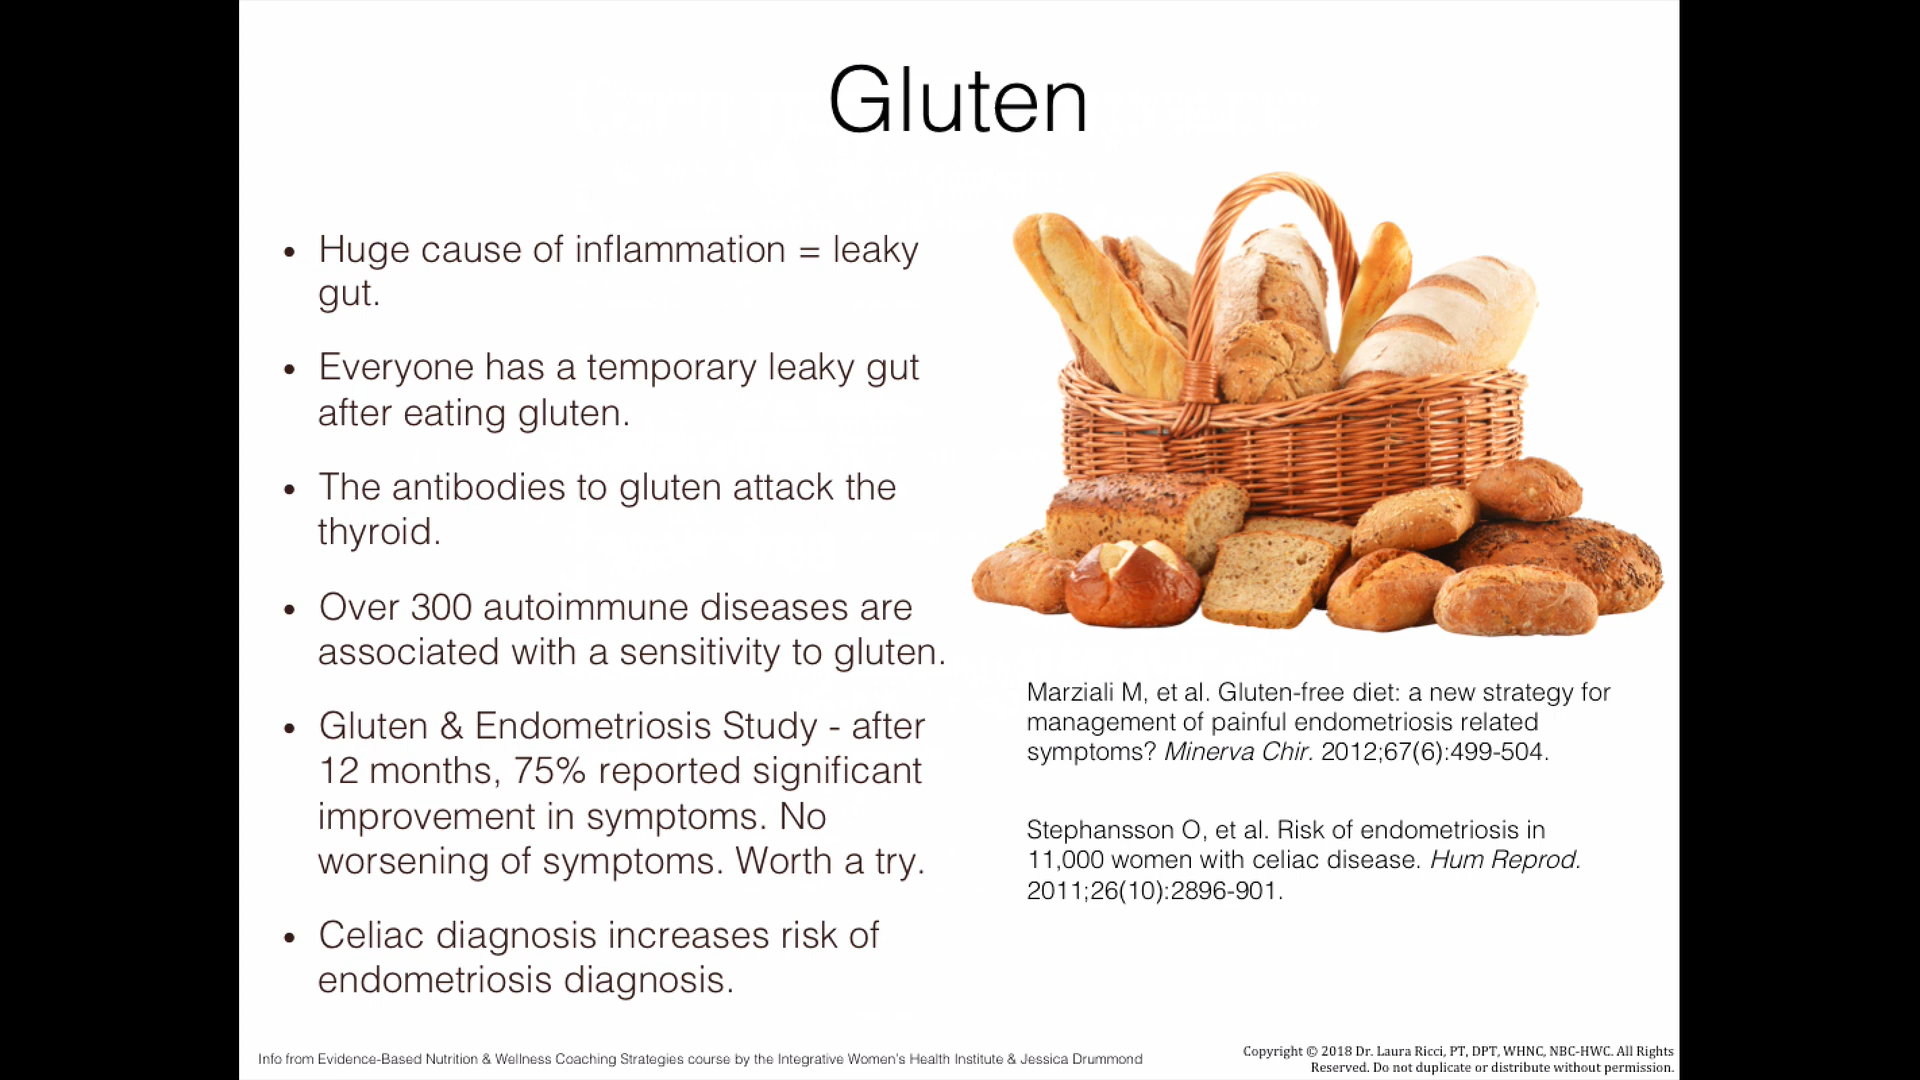 Gluten
• Huge cause of inflammation = leaky
gut.
• Everyone has a temporary leaky gut
after eating gluten.
• The antibodies to gluten attack the
thyroid.
• Over 300 autoimmune diseases are
associated with a sensitivity to gluten.
• Gluten & Endometriosis Study - after
12 months, 75% reported significant
improvement in symptoms. No
worsening of symptoms. Worth a try.
• Celiac diagnosis increases risk of
endometriosis diagnosis.
Marziali M, et al. Gluten-free diet: a new strategy for
management of painful endometriosis related
symptoms? Minerva Chir. 2012;67(6):499-504.
Stephansson O, et al. Risk of endometriosis in
11,000 women with celiac disease. Hum Reprod.
2011;26(10):2896-901.
Info from Evidence-Based Nutrition & Wellness Coaching Strategies course by the Integrative Women's Health Institute & Jessica Drummond
Copyright © 2018 Dr. Laura Ricci, PT, DPT, WHNC, NBC-HWC. All Rights
Reserved. Do not duplicate or distribute without permission.